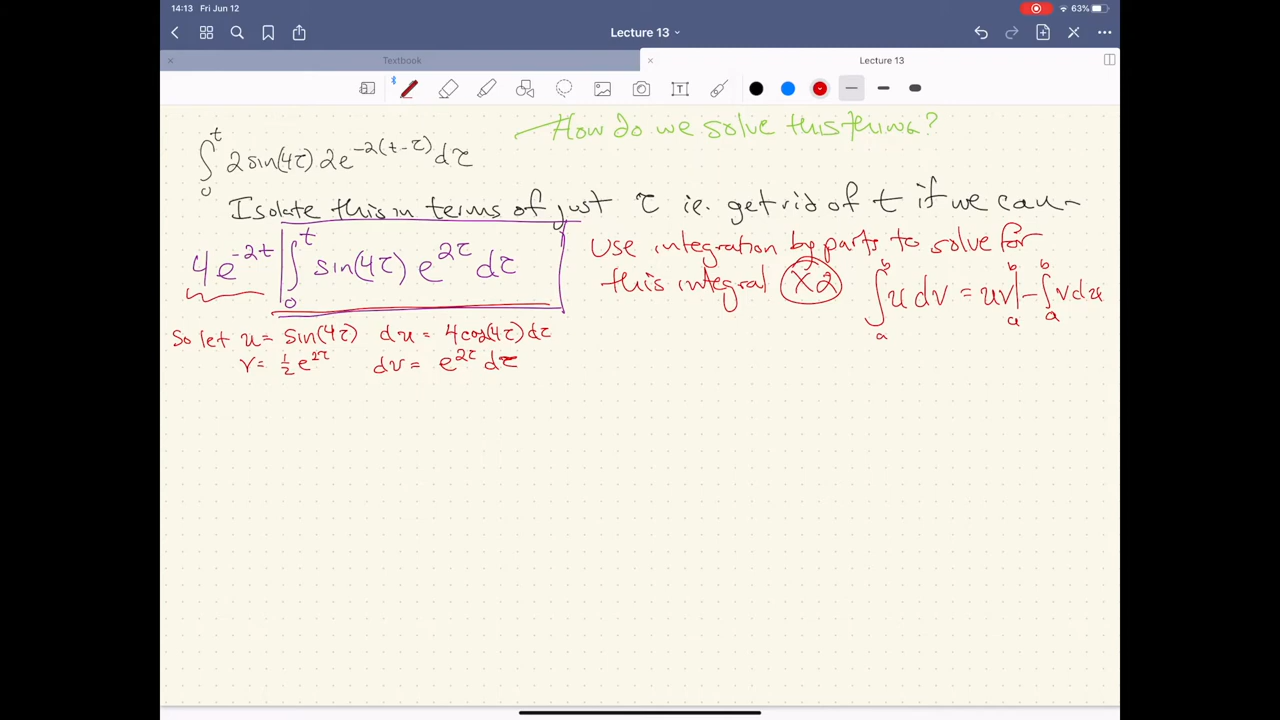 14:13 Fri Jun 12
63%
Lecture 13
Textbook
Lecture 13
How do we solve this thing?
∫₀ᵗ 2 sin(4τ) 2e^{-2(t-τ)} dτ
Isolate this in terms of just τ ie. get rid of t if we can
4e^{-2t} ∫₀ᵗ sin(4τ) e^{2τ} dτ
Use integration by parts to solve for
this integral X2
∫ₐᵇ u dv = uv|ₐᵇ - ∫ₐᵇ v du
So let u = sin(4τ) du = 4cos(4τ) dτ
v = ½ e^{2τ} dv = e^{2τ} dτ